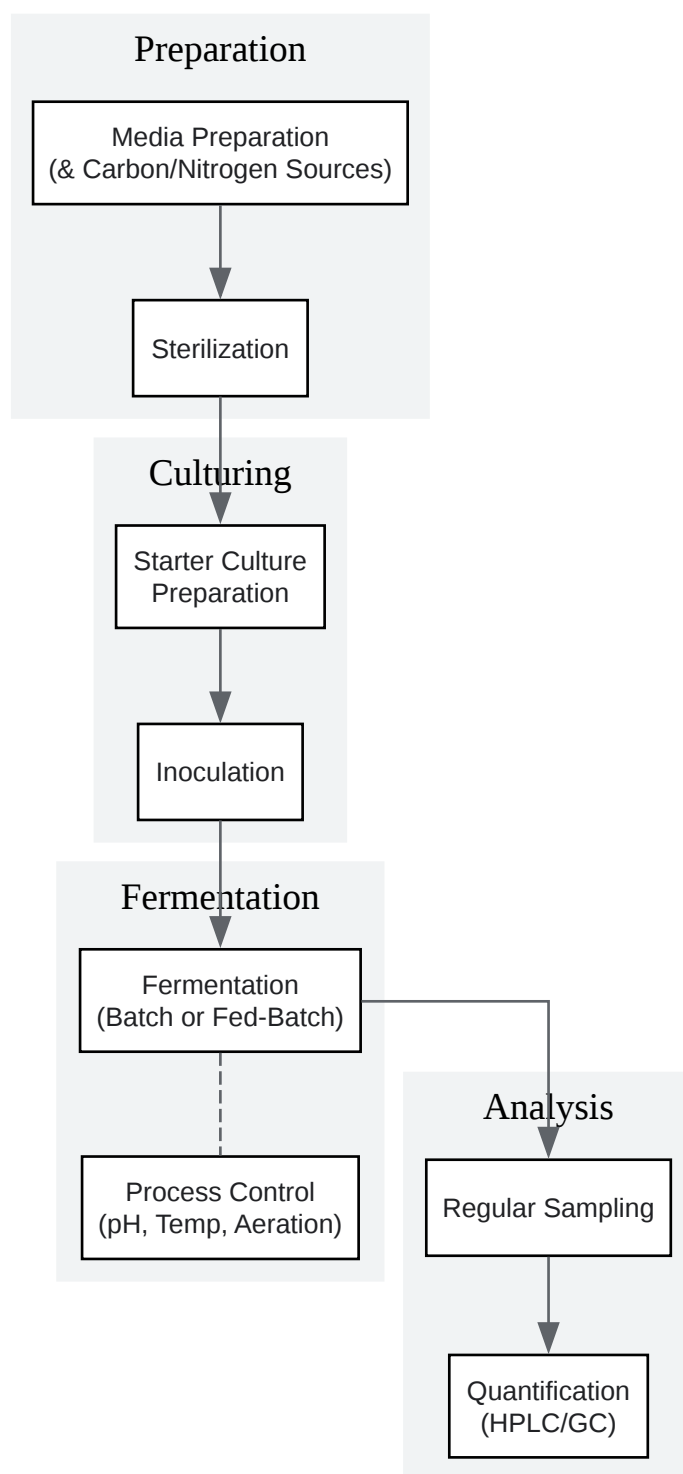 Preparation
Media Preparation
(& Carbon/Nitrogen Sources)
Sterilization
Culturing
Starter Culture
Preparation
Inoculation
Fermentation
Fermentation
(Batch or Fed-Batch)
Process Control
(pH, Temp, Aeration)
Analysis
Regular Sampling
Quantification
(HPLC/GC)